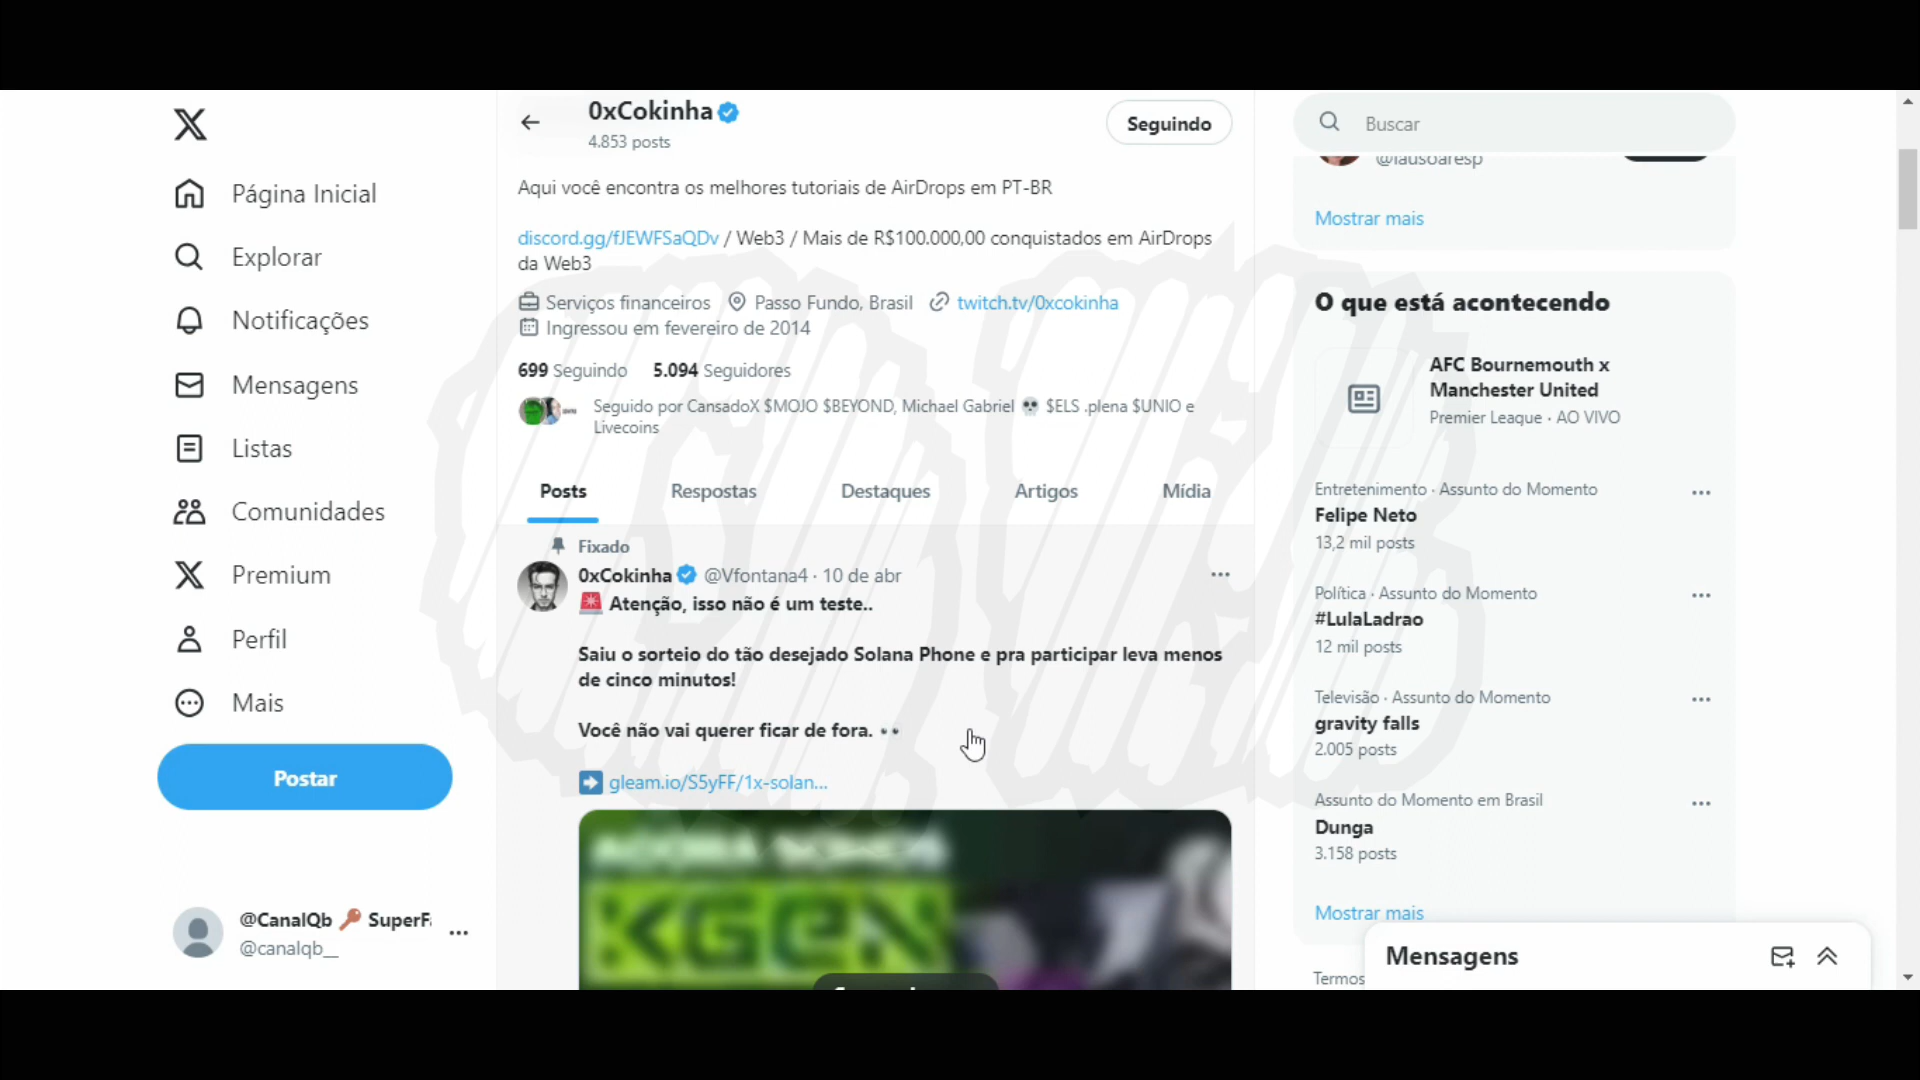 Página Inicial
Explorar
Notificações
Mensagens
Listas
Comunidades
Premium
Perfil
Mais
Postar
@CanalQb 🔑 SuperF
@canalqb__
0xCokinha
4.853 posts
Seguindo
Aqui você encontra os melhores tutoriais de AirDrops em PT-BR
discord.gg/fJEWFSaQDv / Web3 / Mais de R$100.000,00 conquistados em AirDrops
da Web3
Serviços financeiros Passo Fundo, Brasil twitch.tv/0xcokinha
Ingressou em fevereiro de 2014
699 Seguindo 5.094 Seguidores
Seguido por CansadoX $MOJO $BEYOND, Michael Gabriel 💀 $ELS .plena $UNIO e
Livecoins
Posts Respostas Destaques Artigos Mídia
Fixado
0xCokinha @Vfontana4 · 10 de abr
🚨 Atenção, isso não é um teste..
Saiu o sorteio do tão desejado Solana Phone e pra participar leva menos
de cinco minutos!
Você não vai querer ficar de fora. 👀
➡️ gleam.io/S5yFF/1x-solan...
AGORA SOMOS
KGEN
Buscar
@lausoaresp
Mostrar mais
O que está acontecendo
AFC Bournemouth x
Manchester United
Premier League · AO VIVO
Entretenimento · Assunto do Momento
Felipe Neto
13,2 mil posts
Política · Assunto do Momento
#LulaLadrao
12 mil posts
Televisão · Assunto do Momento
gravity falls
2.005 posts
Assunto do Momento em Brasil
Dunga
3.158 posts
Mostrar mais
Termos
Mensagens